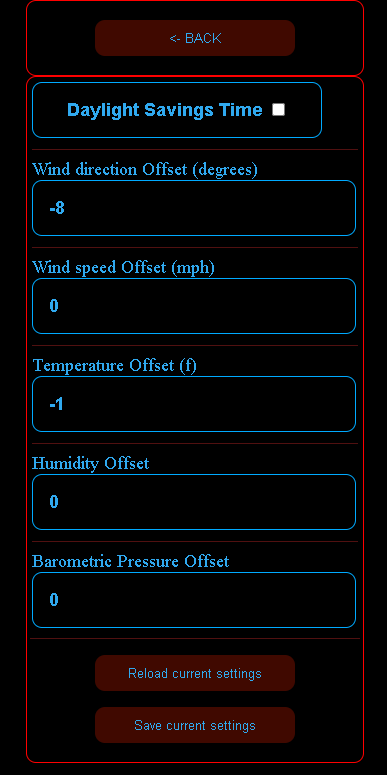 <- BACK
Daylight Savings Time
Wind direction Offset (degrees)
-8
Wind speed Offset (mph)
0
Temperature Offset (f)
-1
Humidity Offset
0
Barometric Pressure Offset
0
Reload current settings
Save current settings